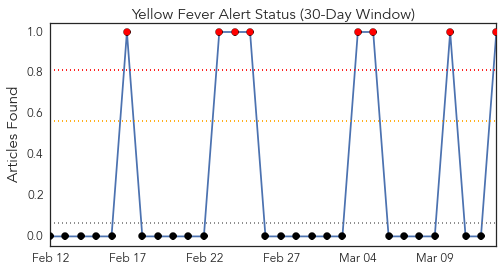 Yellow Fever Alert Status (30-Day Window)
Articles Found
1.0
0.8
0.6
0.4
0.2
0.0
Feb 12 Feb 17 Feb 22 Feb 27 Mar 04 Mar 09